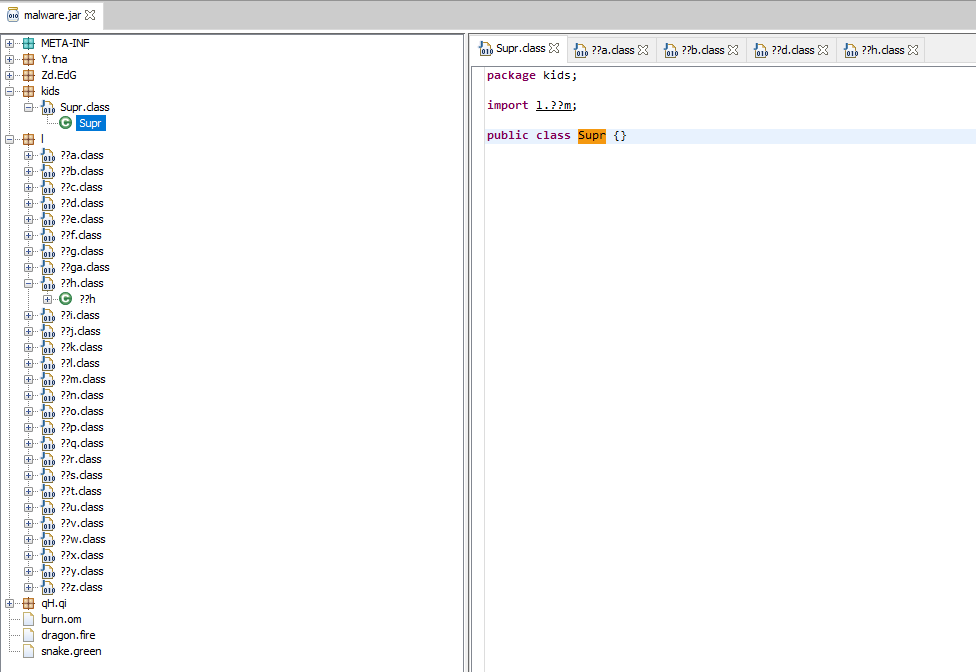 malware.jar
META-INF
Y.tna
Zd.EdG
kids
Supr.class
Supr
l
??a.class
??b.class
??c.class
??d.class
??e.class
??f.class
??g.class
??ga.class
??h.class
??h
??i.class
??j.class
??k.class
??l.class
??m.class
??n.class
??o.class
??p.class
??q.class
??r.class
??s.class
??t.class
??u.class
??v.class
??w.class
??x.class
??y.class
??z.class
qH.qi
burn.om
dragon.fire
snake.green
Supr.class ??a.class ??b.class ??d.class ??h.class
package kids;
import l.??m;
public class Supr {}